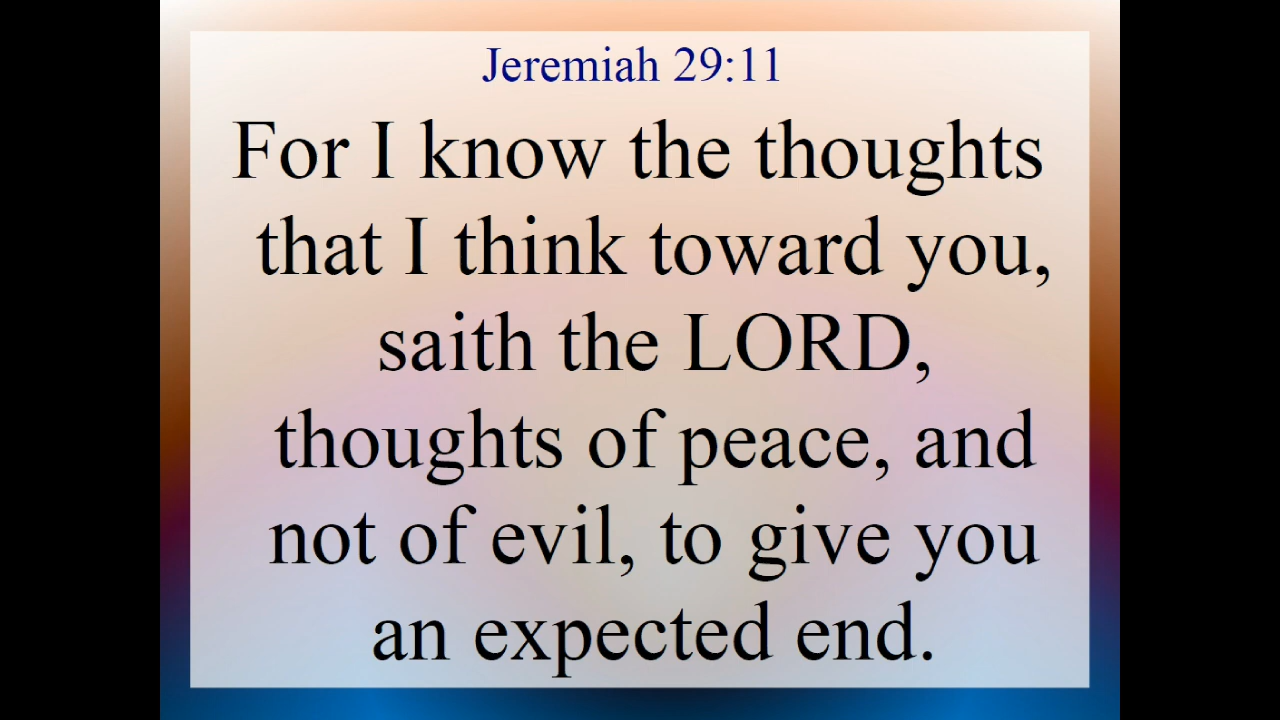 Jeremiah 29:11
For I know the thoughts
that I think toward you,
saith the LORD,
thoughts of peace, and
not of evil, to give you
an expected end.